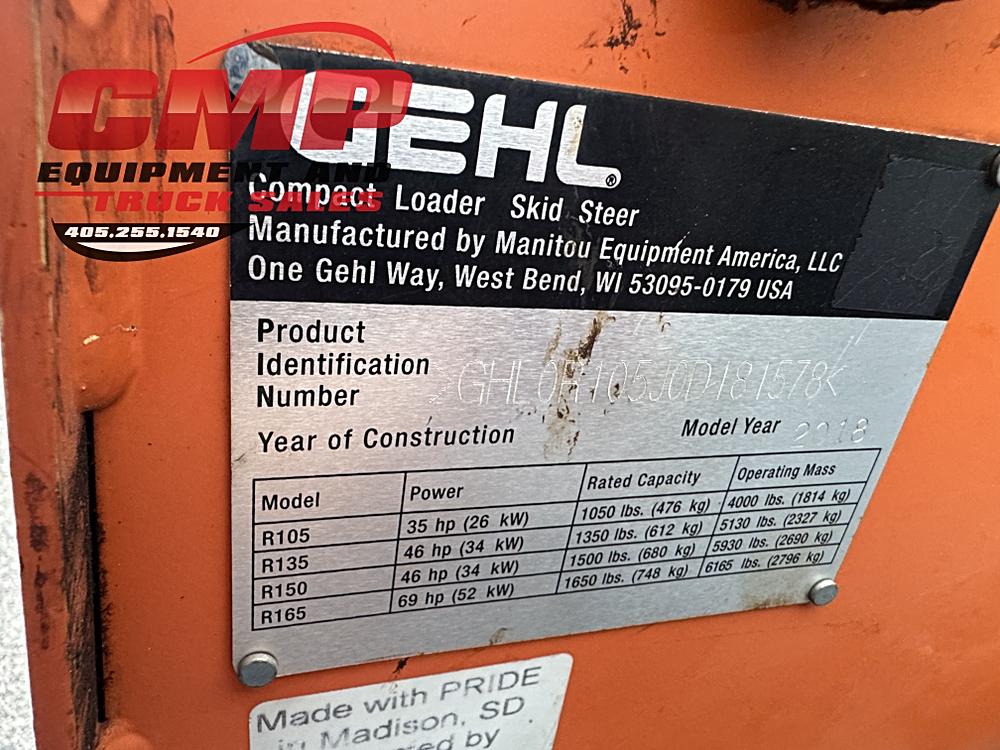 CMP
EQUIPMENT AND
TRUCK SALES
405.255.1540
GEHL®
Compact Loader Skid Steer
Manufactured by Manitou Equipment America, LLC
One Gehl Way, West Bend, WI 53095-0179 USA
Product
Identification
Number
GHL0R105J0D181578K
Year of Construction
Model Year 2018
Model Power Rated Capacity Operating Mass
R105 35 hp (26 kW) 1050 lbs. (476 kg) 4000 lbs. (1814 kg)
R135 46 hp (34 kW) 1350 lbs. (612 kg) 5130 lbs. (2327 kg)
R150 46 hp (34 kW) 1500 lbs. (680 kg) 5930 lbs. (2690 kg)
R165 69 hp (52 kW) 1650 lbs. (748 kg) 6165 lbs. (2796 kg)
Made with PRIDE
in Madison, SD
by